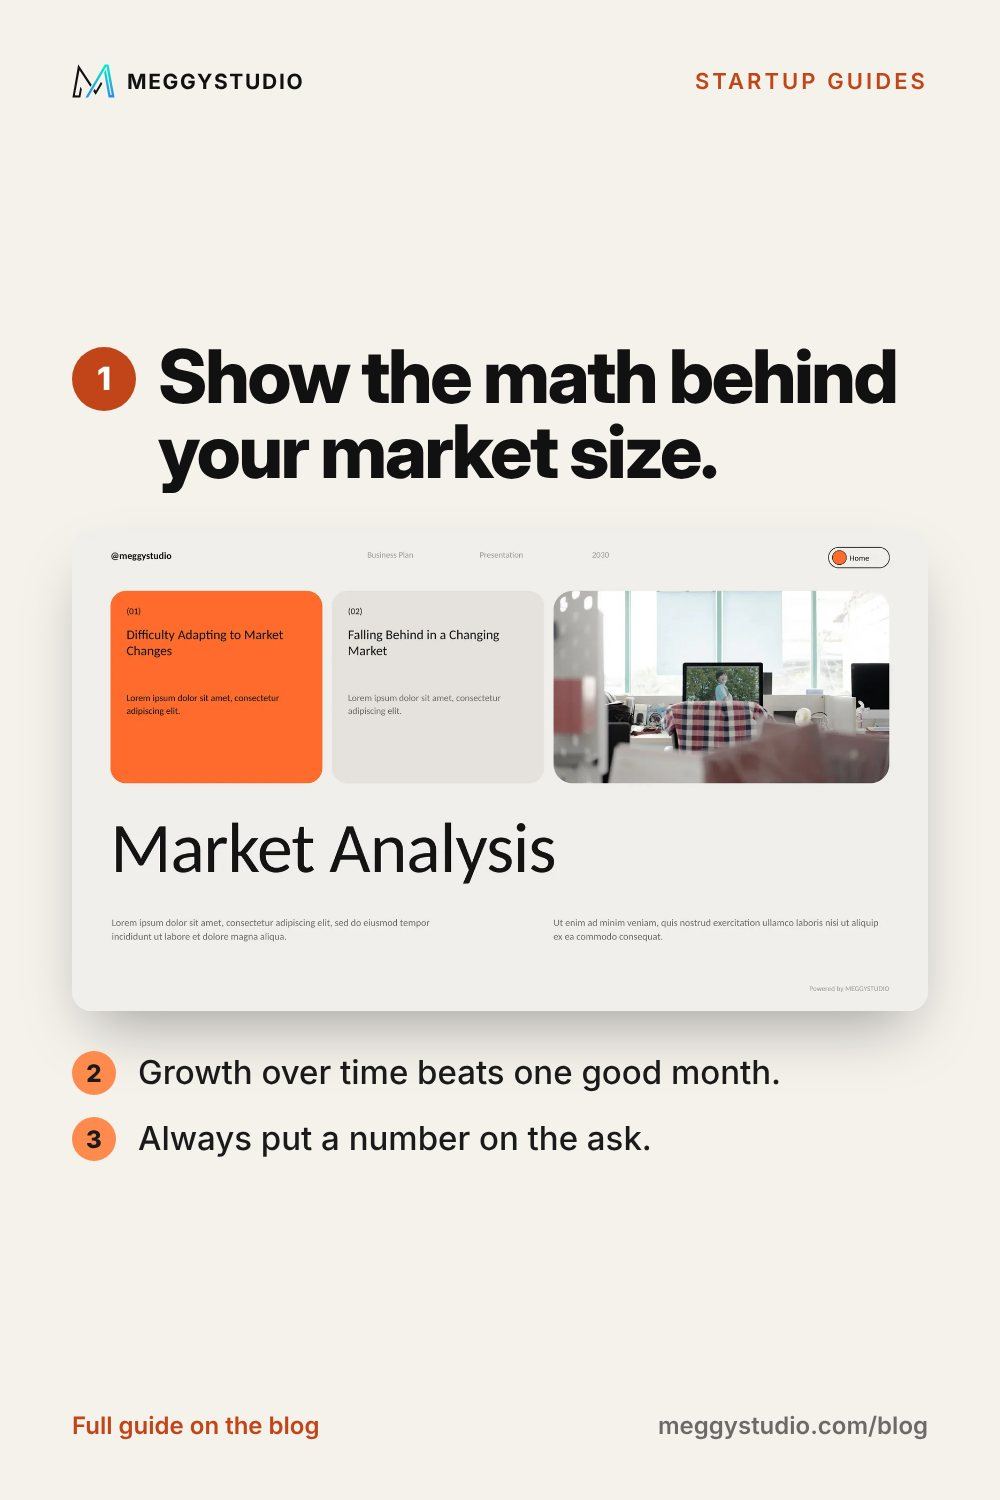 MEGGYSTUDIO
STARTUP GUIDES
1
Show the math behind
your market size.
@meggystudio
Business Plan
Presentation
2030
Home
(01)
Difficulty Adapting to Market
Changes
Lorem ipsum dolor sit amet, consectetur
adipiscing elit.
(02)
Falling Behind in a Changing
Market
Lorem ipsum dolor sit amet, consectetur
adipiscing elit.
Market Analysis
Lorem ipsum dolor sit amet, consectetur adipiscing elit, sed do eiusmod tempor
incididunt ut labore et dolore magna aliqua.
Ut enim ad minim veniam, quis nostrud exercitation ullamco laboris nisi ut aliquip
ex ea commodo consequat.
Powered by MEGGYSTUDIO
2 Growth over time beats one good month.
3 Always put a number on the ask.
Full guide on the blog
meggystudio.com/blog